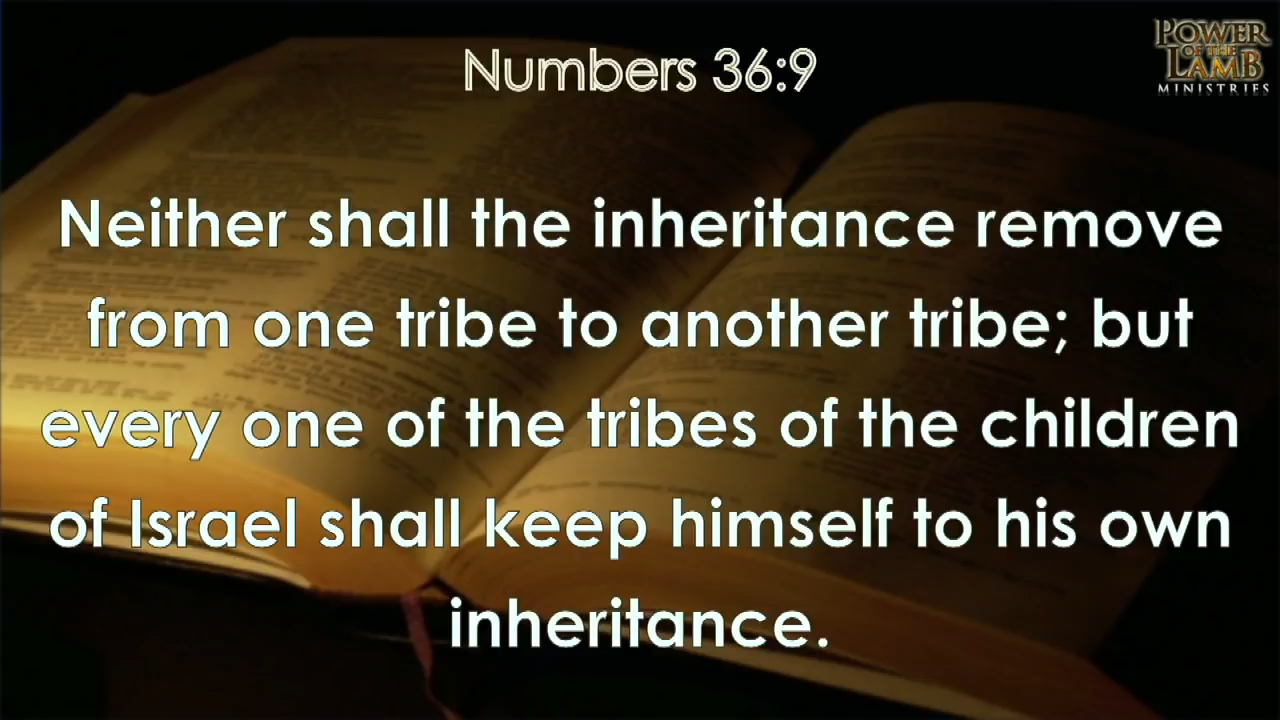 Numbers 36:9
POWER
OF THE
LAMB
MINISTRIES
Neither shall the inheritance remove
from one tribe to another tribe; but
every one of the tribes of the children
of Israel shall keep himself to his own
inheritance.